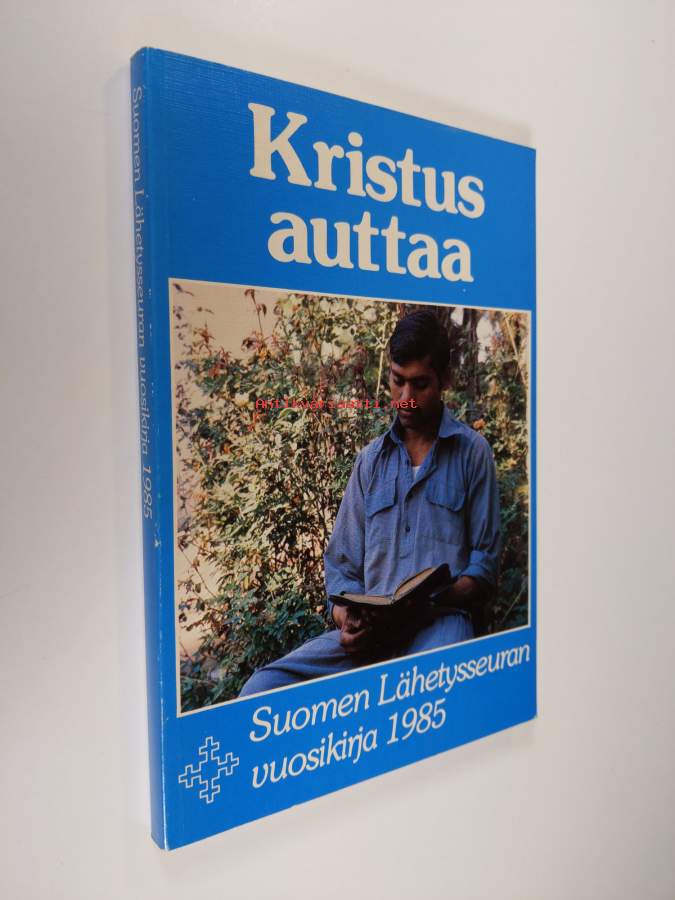 Kristus
auttaa
Suomen Lähetysseuran
vuosikirja 1985
Suomen Lähetysseuran vuosikirja 1985
antikvariaatti.net